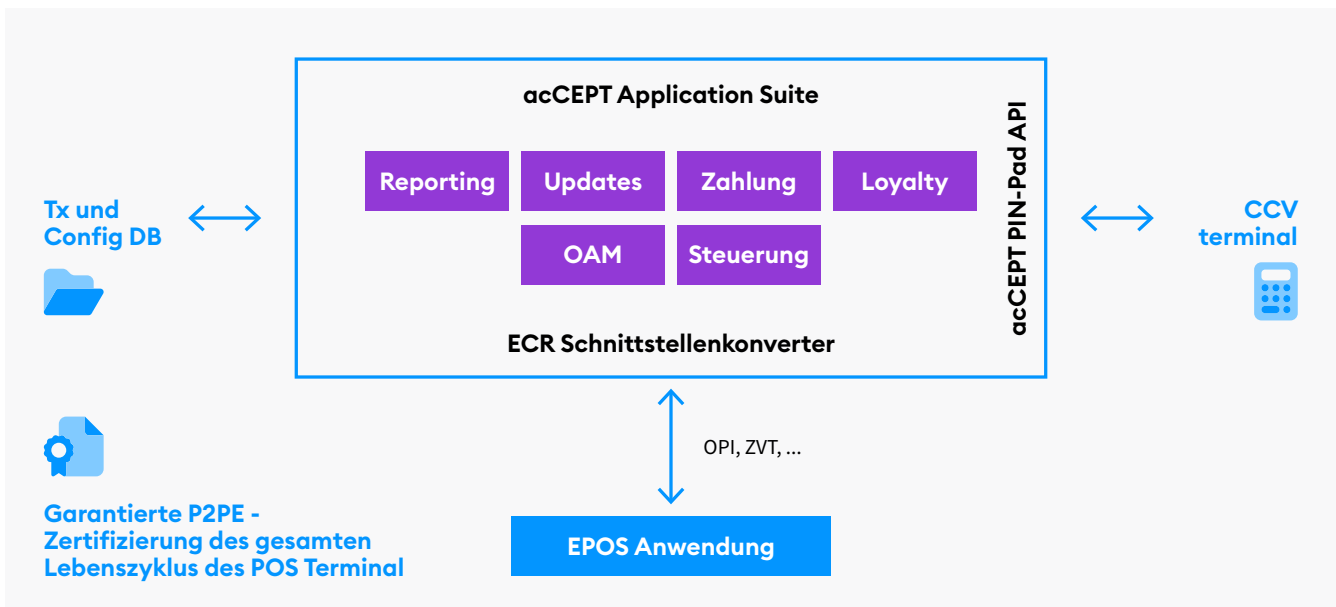 acCEPT Application Suite
acCEPT PIN-Pad API
Reporting
Updates
Zahlung
Loyalty
OAM
Steuerung
ECR Schnittstellenkonverter
Tx und
Config DB
CCV
terminal
OPI, ZVT, ...
EPOS Anwendung
Garantierte P2PE -
Zertifizierung des gesamten
Lebenszyklus des POS Terminal